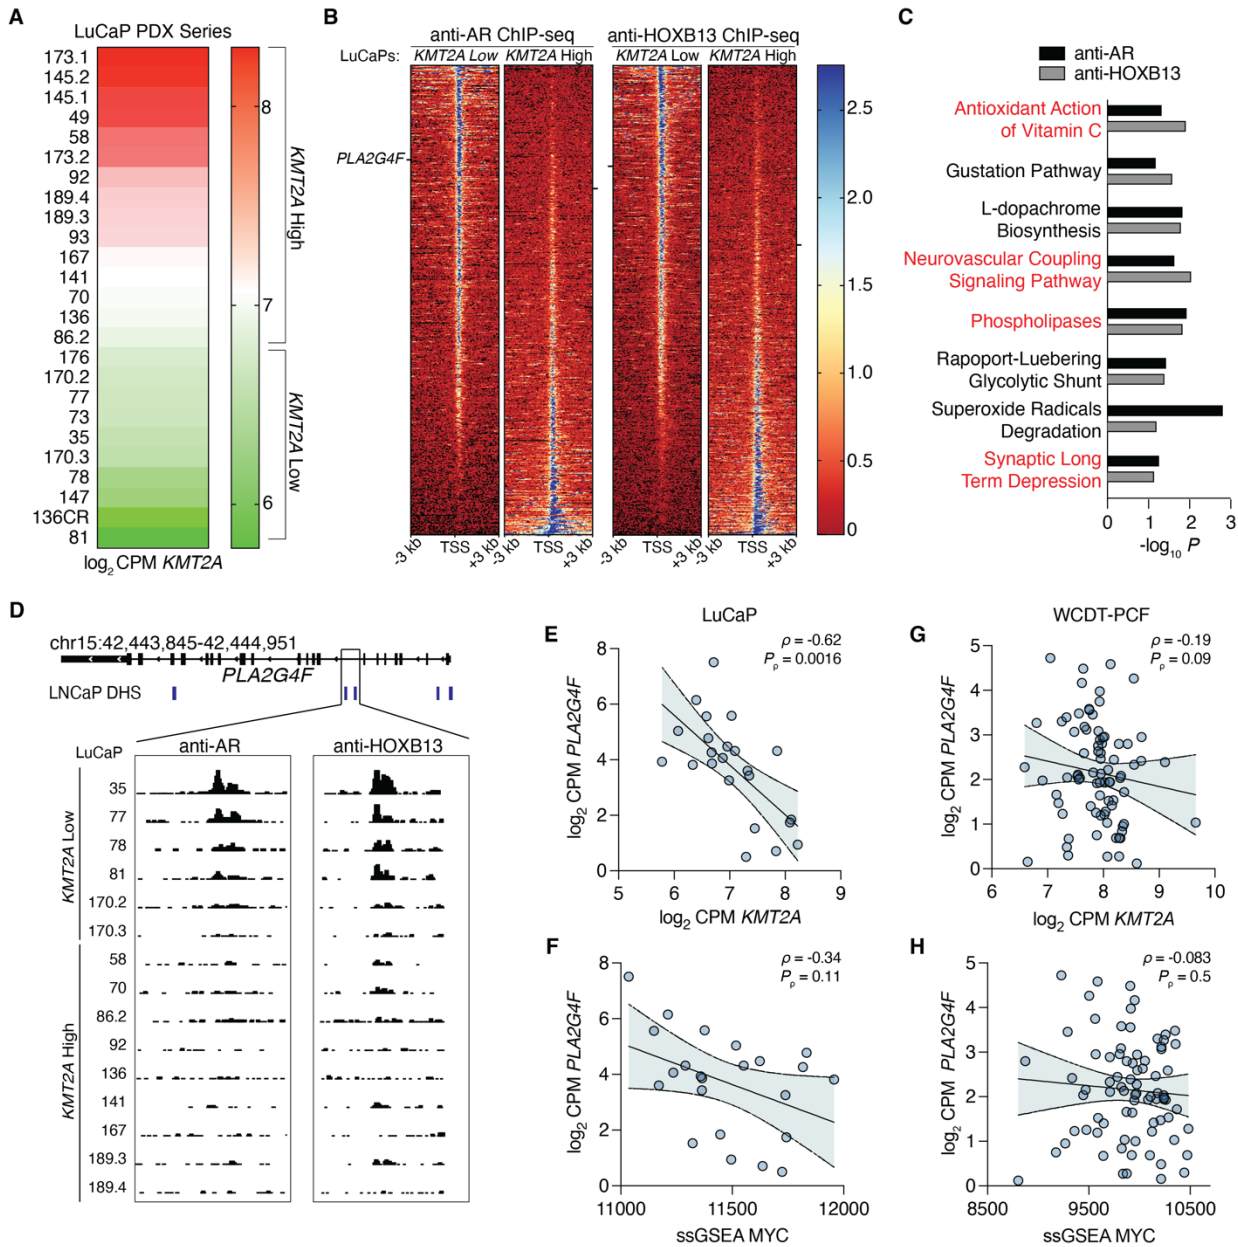 A
LuCaP PDX Series
173.1
145.2
145.1
49
58
173.2
92
189.4
189.3
93
167
141
70
136
86.2
176
170.2
77
73
35
170.3
78
147
136CR
81
log2 CPM KMT2A
8
7
6
KMT2A High
KMT2A Low
B
anti-AR ChIP-seq
anti-HOXB13 ChIP-seq
LuCaPs:
KMT2A Low
KMT2A High
KMT2A Low
KMT2A High
PLA2G4F
-3 kb
TSS
+3 kb
-3 kb
TSS
+3 kb
-3 kb
TSS
+3 kb
-3 kb
TSS
+3 kb
2.5
2.0
1.5
1.0
0.5
0
C
anti-AR
anti-HOXB13
Antioxidant Action
of Vitamin C
Gustation Pathway
L-dopachrome
Biosynthesis
Neurovascular Coupling
Signaling Pathway
Phospholipases
Rapoport-Luebering
Glycolytic Shunt
Superoxide Radicals
Degradation
Synaptic Long
Term Depression
0 1 2 3
-log10 P
D
chr15:42,443,845-42,444,951
PLA2G4F
LNCaP DHS
LuCaP
anti-AR
anti-HOXB13
KMT2A Low
35
77
78
81
170.2
170.3
KMT2A High
58
70
86.2
92
136
141
167
189.3
189.4
E
LuCaP
ρ = -0.62
Pρ = 0.0016
log2 CPM PLA2G4F
8
6
4
2
0
5 6 7 8 9
log2 CPM KMT2A
F
ρ = -0.34
Pρ = 0.11
log2 CPM PLA2G4F
8
6
4
2
0
11000 11500 12000
ssGSEA MYC
G
WCDT-PCF
ρ = -0.19
Pρ = 0.09
log2 CPM PLA2G4F
5
4
3
2
1
0
6 7 8 9 10
log2 CPM KMT2A
H
ρ = -0.083
Pρ = 0.5
log2 CPM PLA2G4F
5
4
3
2
1
0
8500 9500 10500
ssGSEA MYC